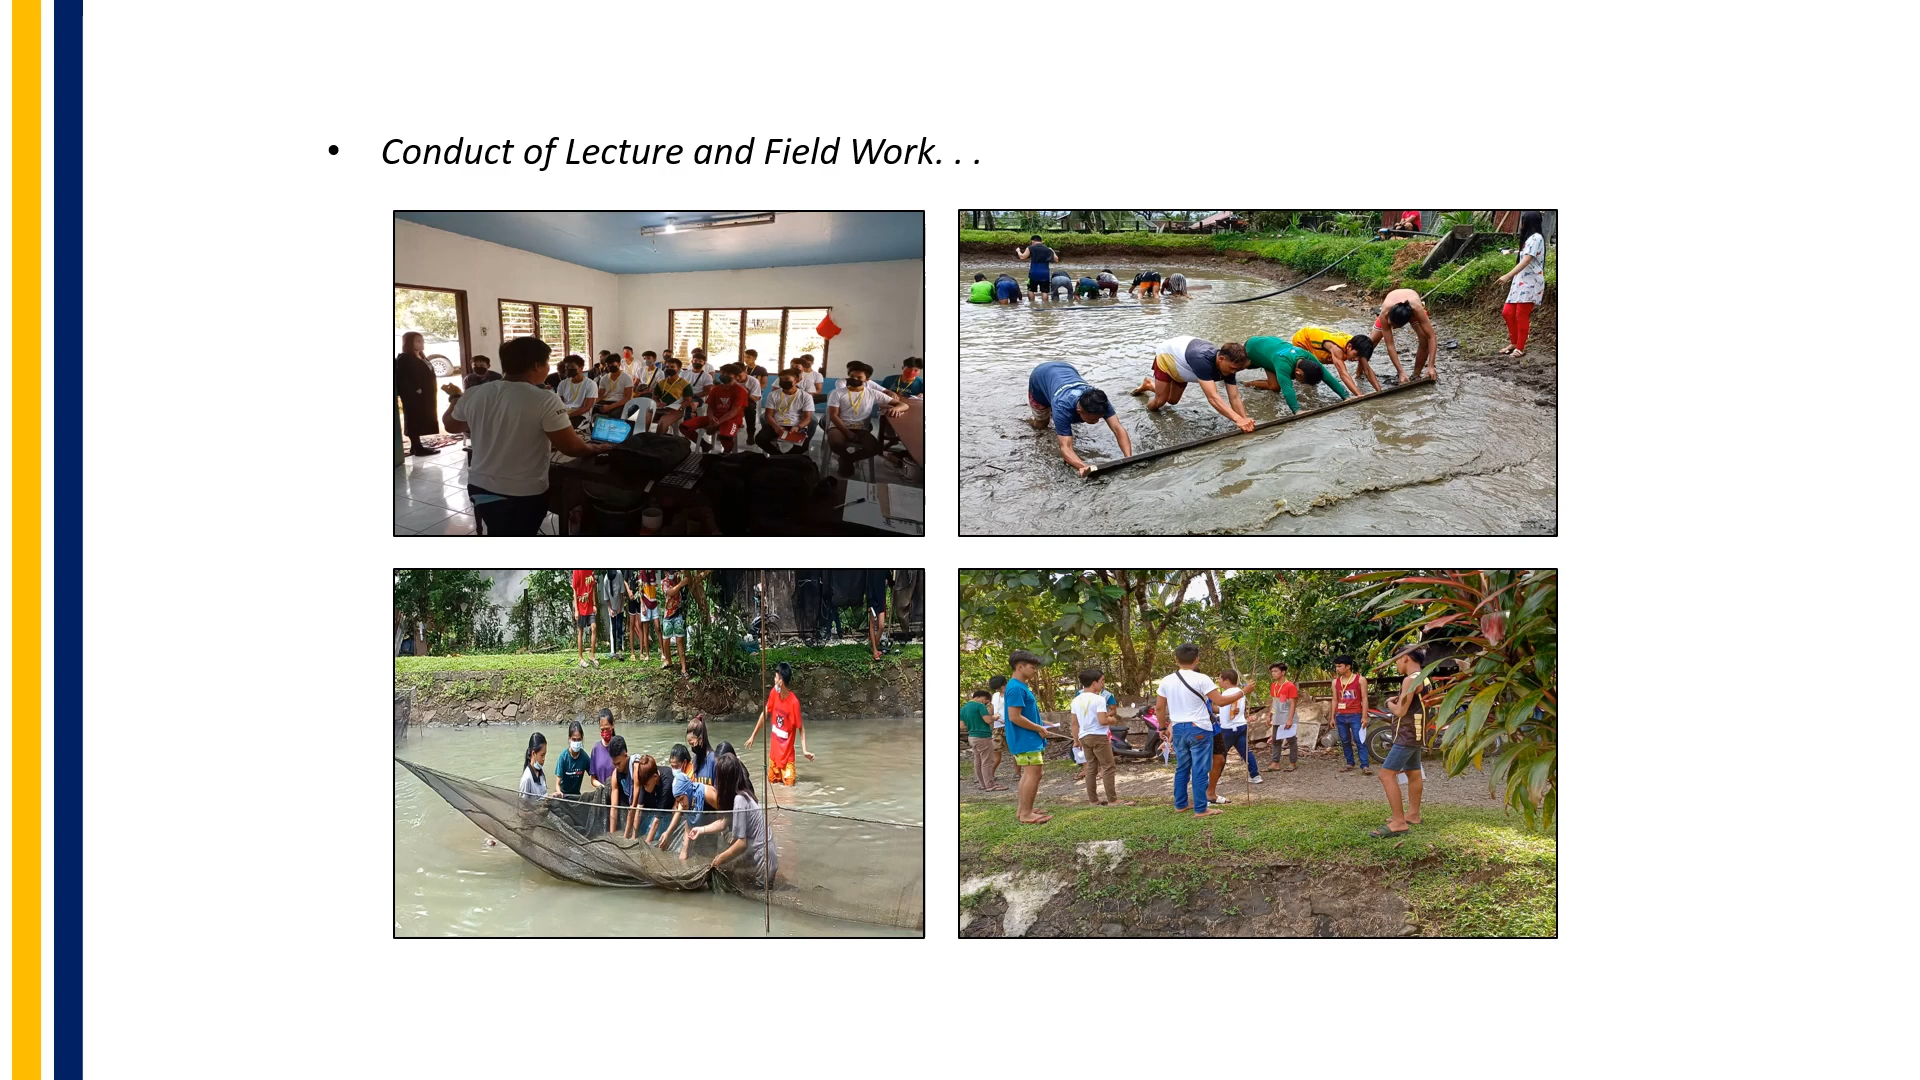 • Conduct of Lecture and Field Work. . .